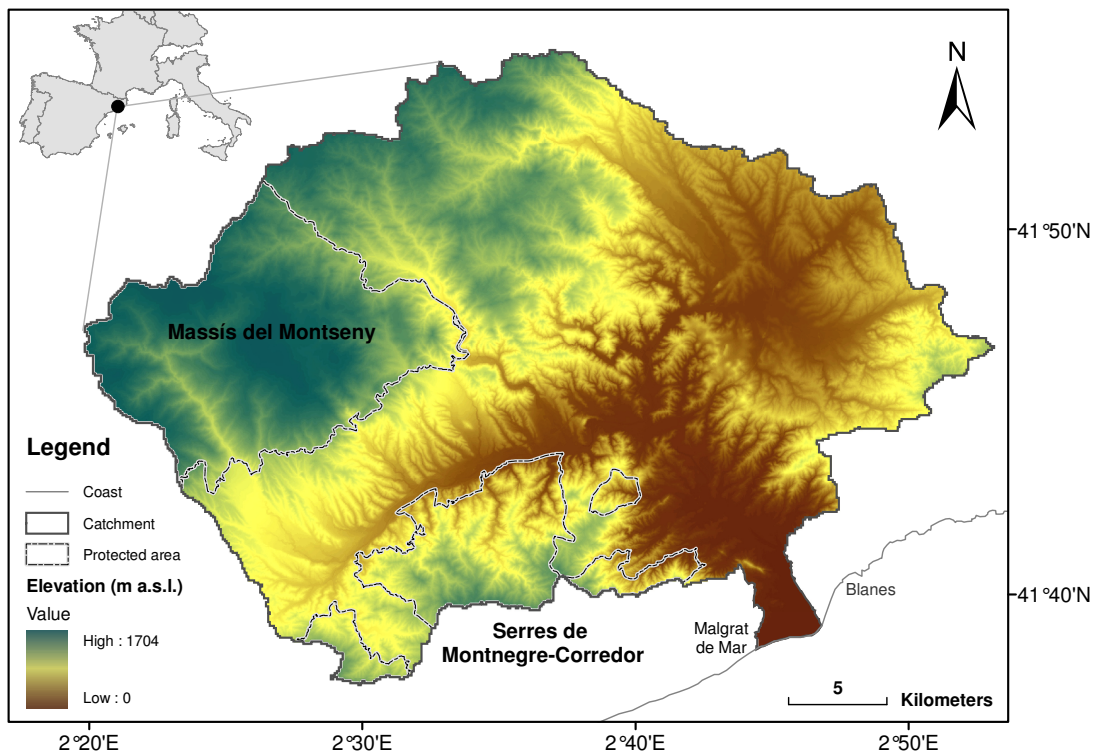 N
41°50'N
Massís del Montseny
Legend
Coast
Catchment
Protected area
Elevation (m a.s.l.)
Value
High : 1704
Low : 0
Blanes
41°40'N
Malgrat
de Mar
Serres de
Montnegre-Corredor
5
Kilometers
2°20'E
2°30'E
2°40'E
2°50'E